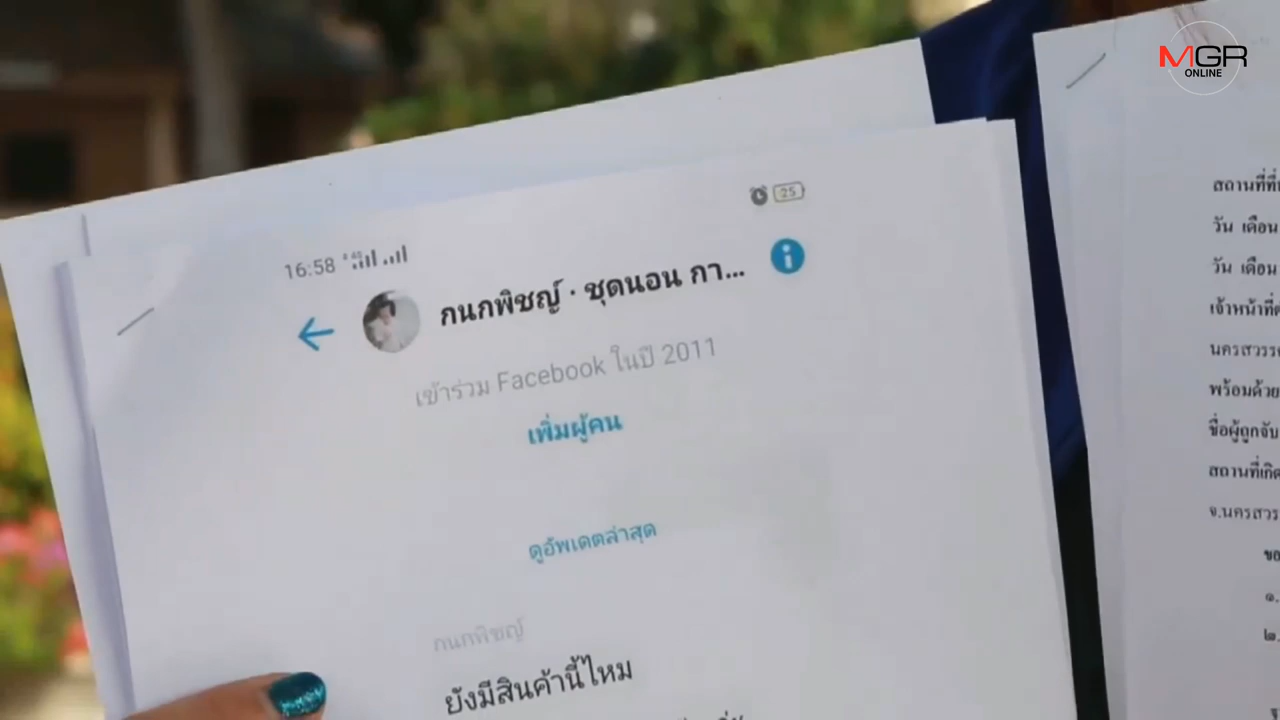 MGR
ONLINE
25
16:58
กนกพิชญ์ · ชุดนอน กา...
เข้าร่วม Facebook ในปี 2011
เพิ่มผู้คน
ดูอัพเดตล่าสุด
กนกพิชญ์
ยังมีสินค้านี้ไหม
สถานที่ที่
วัน เดือน
วัน เดือน
เจ้าหน้าที่
นครสวรร
พร้อมด้วย
ชื่อผู้ถูกจับ
สถานที่เกิ
จ.นครสวร
ขอ
๑.
๒.